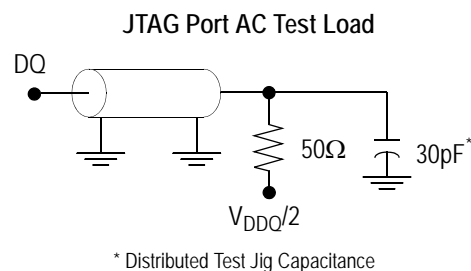 JTAG Port AC Test Load
DQ
50Ω
30pF*
VDDQ/2
* Distributed Test Jig Capacitance